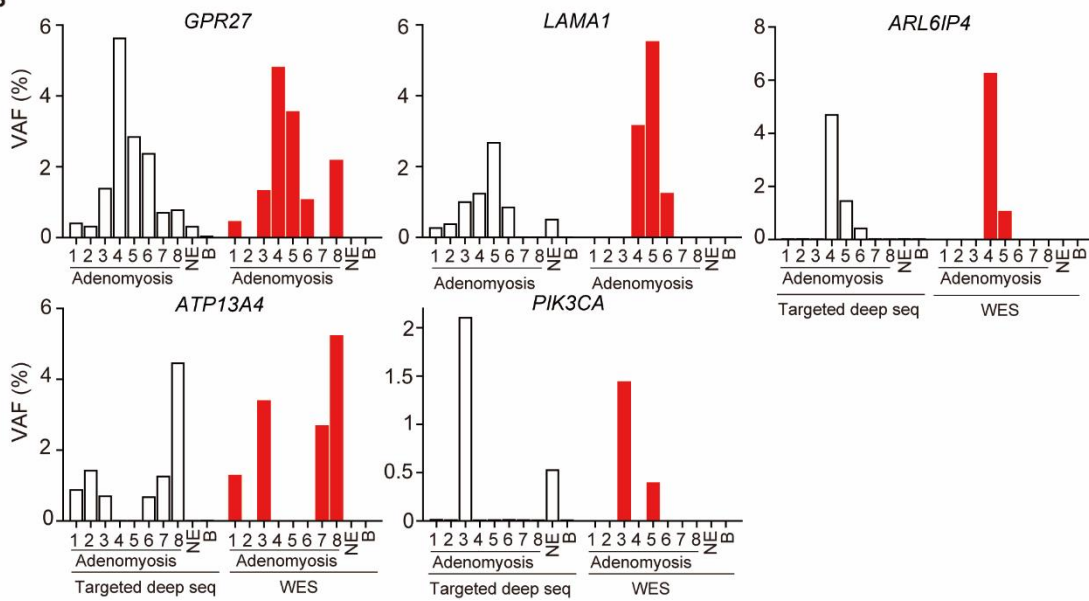 GPR27
VAF (%)
6
4
2
0
1 2 3 4 5 6 7 8 NE B 1 2 3 4 5 6 7 8 NE B
Adenomyosis Adenomyosis
LAMA1
6
4
2
0
1 2 3 4 5 6 7 8 NE B 1 2 3 4 5 6 7 8 NE B
Adenomyosis Adenomyosis
ARL6IP4
8
6
4
2
0
1 2 3 4 5 6 7 8 NE B 1 2 3 4 5 6 7 8 NE B
Adenomyosis Adenomyosis
Targeted deep seq WES
ATP13A4
VAF (%)
6
4
2
0
1 2 3 4 5 6 7 8 NE B 1 2 3 4 5 6 7 8 NE B
Adenomyosis Adenomyosis
Targeted deep seq WES
PIK3CA
2
1.5
1
0.5
0
1 2 3 4 5 6 7 8 NE B 1 2 3 4 5 6 7 8 NE B
Adenomyosis Adenomyosis
Targeted deep seq WES